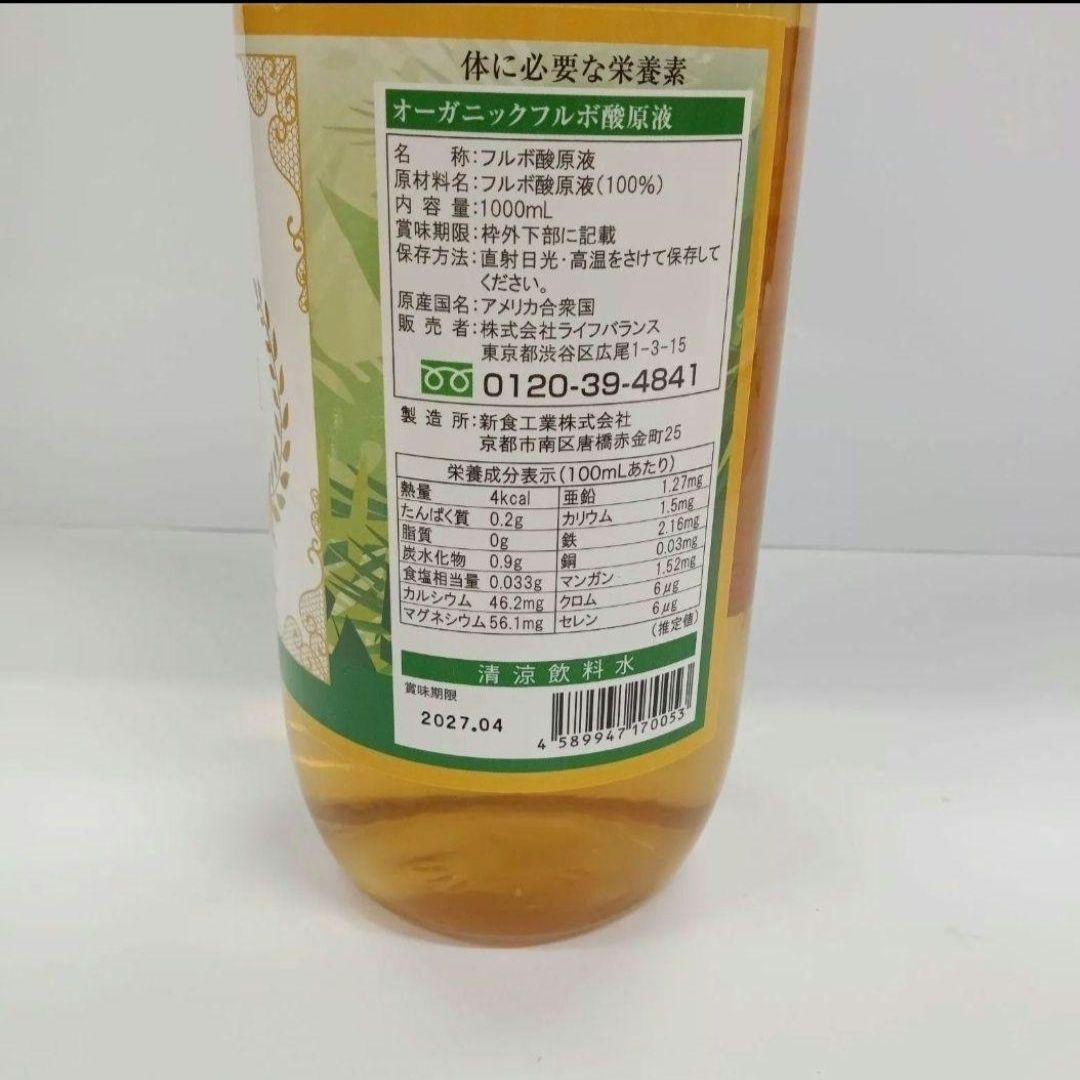 体に必要な栄養素
オーガニックフルボ酸原液
名称：フルボ酸原液
原材料名：フルボ酸原液(100%)
内容量：1000mL
賞味期限：枠外下部に記載
保存方法：直射日光・高温をさけて保存して
ください。
原産国名：アメリカ合衆国
販売者：株式会社ライフバランス
東京都渋谷区広尾1-3-15
0120-39-4841
製造所：新食工業株式会社
京都市南区唐橋赤金町25
栄養成分表示(100mLあたり)
熱量 4kcal 亜鉛 1.27mg
たんぱく質 0.2g カリウム 1.5mg
脂質 0g 鉄 2.16mg
炭水化物 0.9g 銅 0.03mg
食塩相当量 0.033g マンガン 1.52mg
カルシウム 46.2mg クロム 6μg
マグネシウム 56.1mg セレン 6μg
(推定値)
清涼飲料水
賞味期限
2027.04
4589947170053